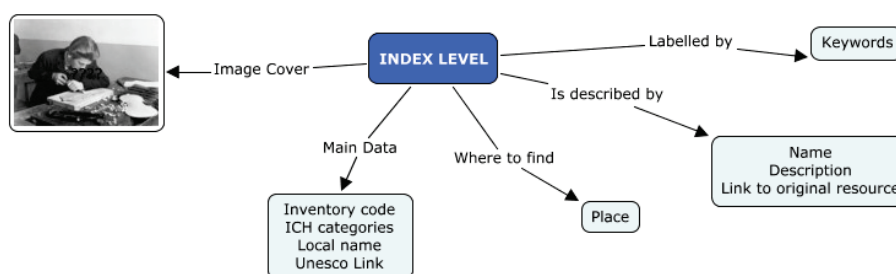 Labelled by
Keywords
Image Cover
INDEX LEVEL
Is described by
Main Data
Where to find
Name
Description
Link to original resource
Inventory code
ICH categories
Local name
Unesco Link
Place